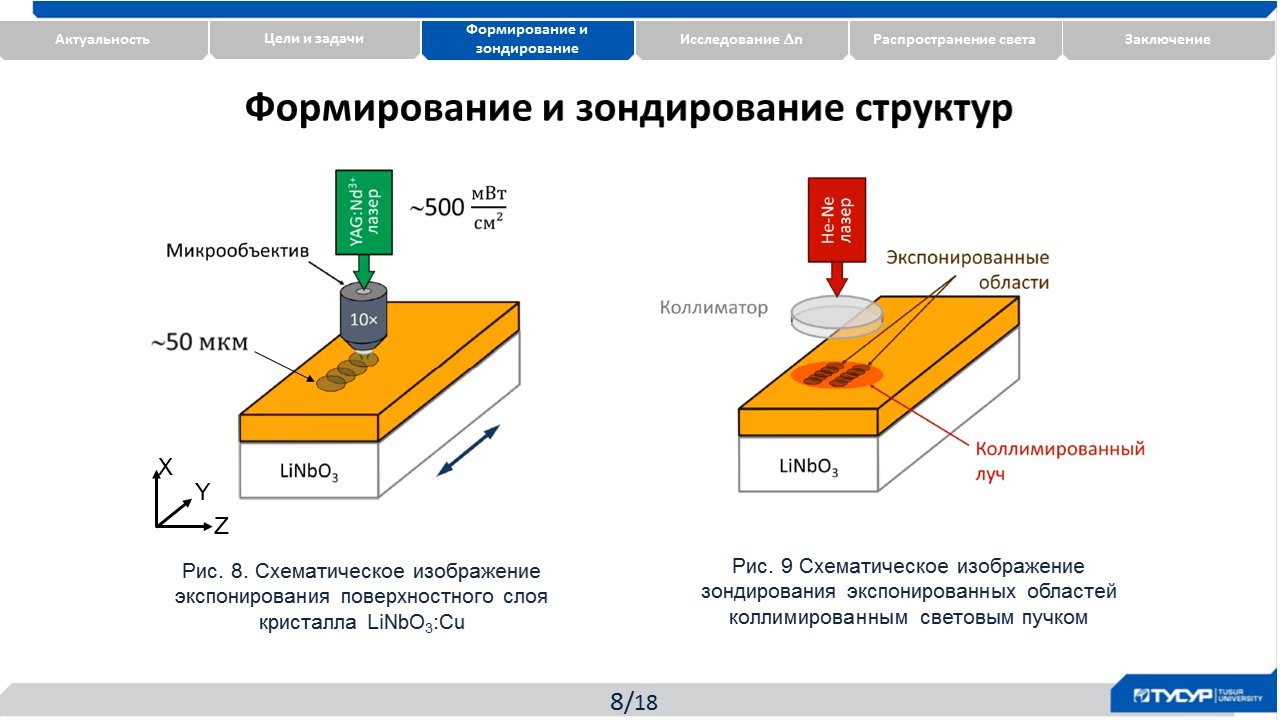 Актуальность
Цели и задачи
Формирование и
зондирование
Исследование Δn
Распространение света
Заключение
Формирование и зондирование структур
YAG:Nd³⁺
лазер
~500 мВт/см²
Микрообъектив
10×
~50 мкм
LiNbO₃
X
Y
Z
Рис. 8. Схематическое изображение
экспонирования поверхностного слоя
кристалла LiNbO₃:Cu
He-Ne
лазер
Экспонированные
области
Коллиматор
LiNbO₃
Коллимированный
луч
Рис. 9 Схематическое изображение
зондирования экспонированных областей
коллимированным световым пучком
8/18
ТУСУР
TUSUR
UNIVERSITY